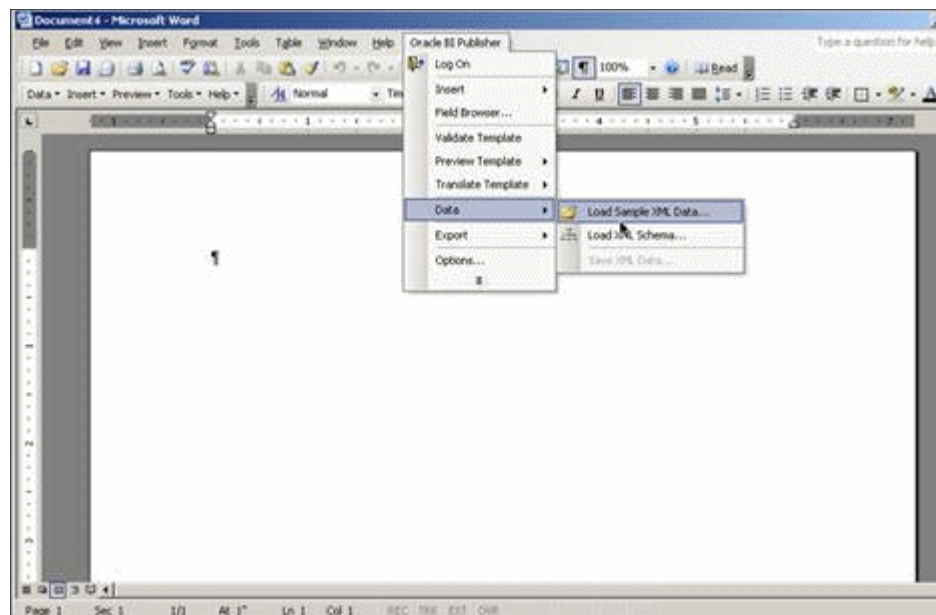 Document4 - Microsoft Word
File Edit View Insert Format Tools Table Window Help Oracle BI Publisher Type a question for help
100% Read
Data Insert Preview Tools Help Normal
Log On
Insert
Field Browser...
Validate Template
Preview Template
Translate Template
Data
Load Sample XML Data...
Load XML Schema...
Save XML Data...
Export
Options...
Page 1 Sec 1 1/1 At 1" Ln 1 Col 1 REC TRK EXT OVR